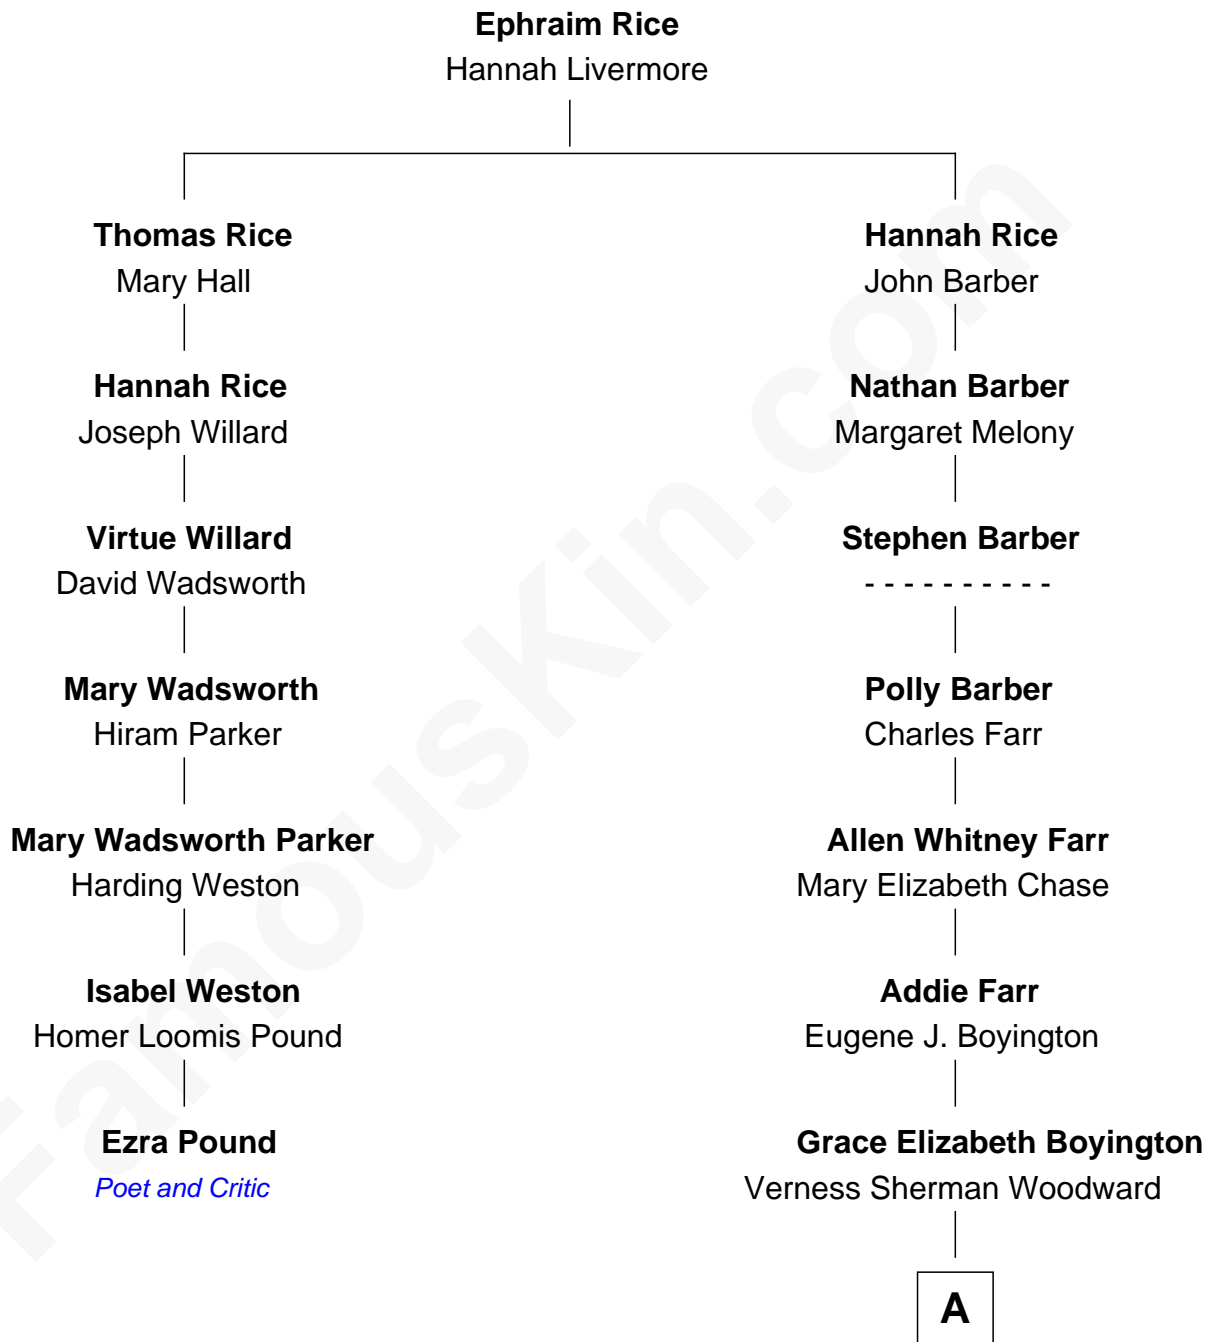 Ephraim Rice
Hannah Livermore
Thomas Rice
Mary Hall
Hannah Rice
John Barber
Hannah Rice
Joseph Willard
Nathan Barber
Margaret Melony
Virtue Willard
David Wadsworth
Stephen Barber
- - - - - - - - - -
Mary Wadsworth
Hiram Parker
Polly Barber
Charles Farr
Mary Wadsworth Parker
Harding Weston
Allen Whitney Farr
Mary Elizabeth Chase
Isabel Weston
Homer Loomis Pound
Addie Farr
Eugene J. Boyington
Ezra Pound
Poet and Critic
Grace Elizabeth Boyington
Verness Sherman Woodward
A
FamousKin.com